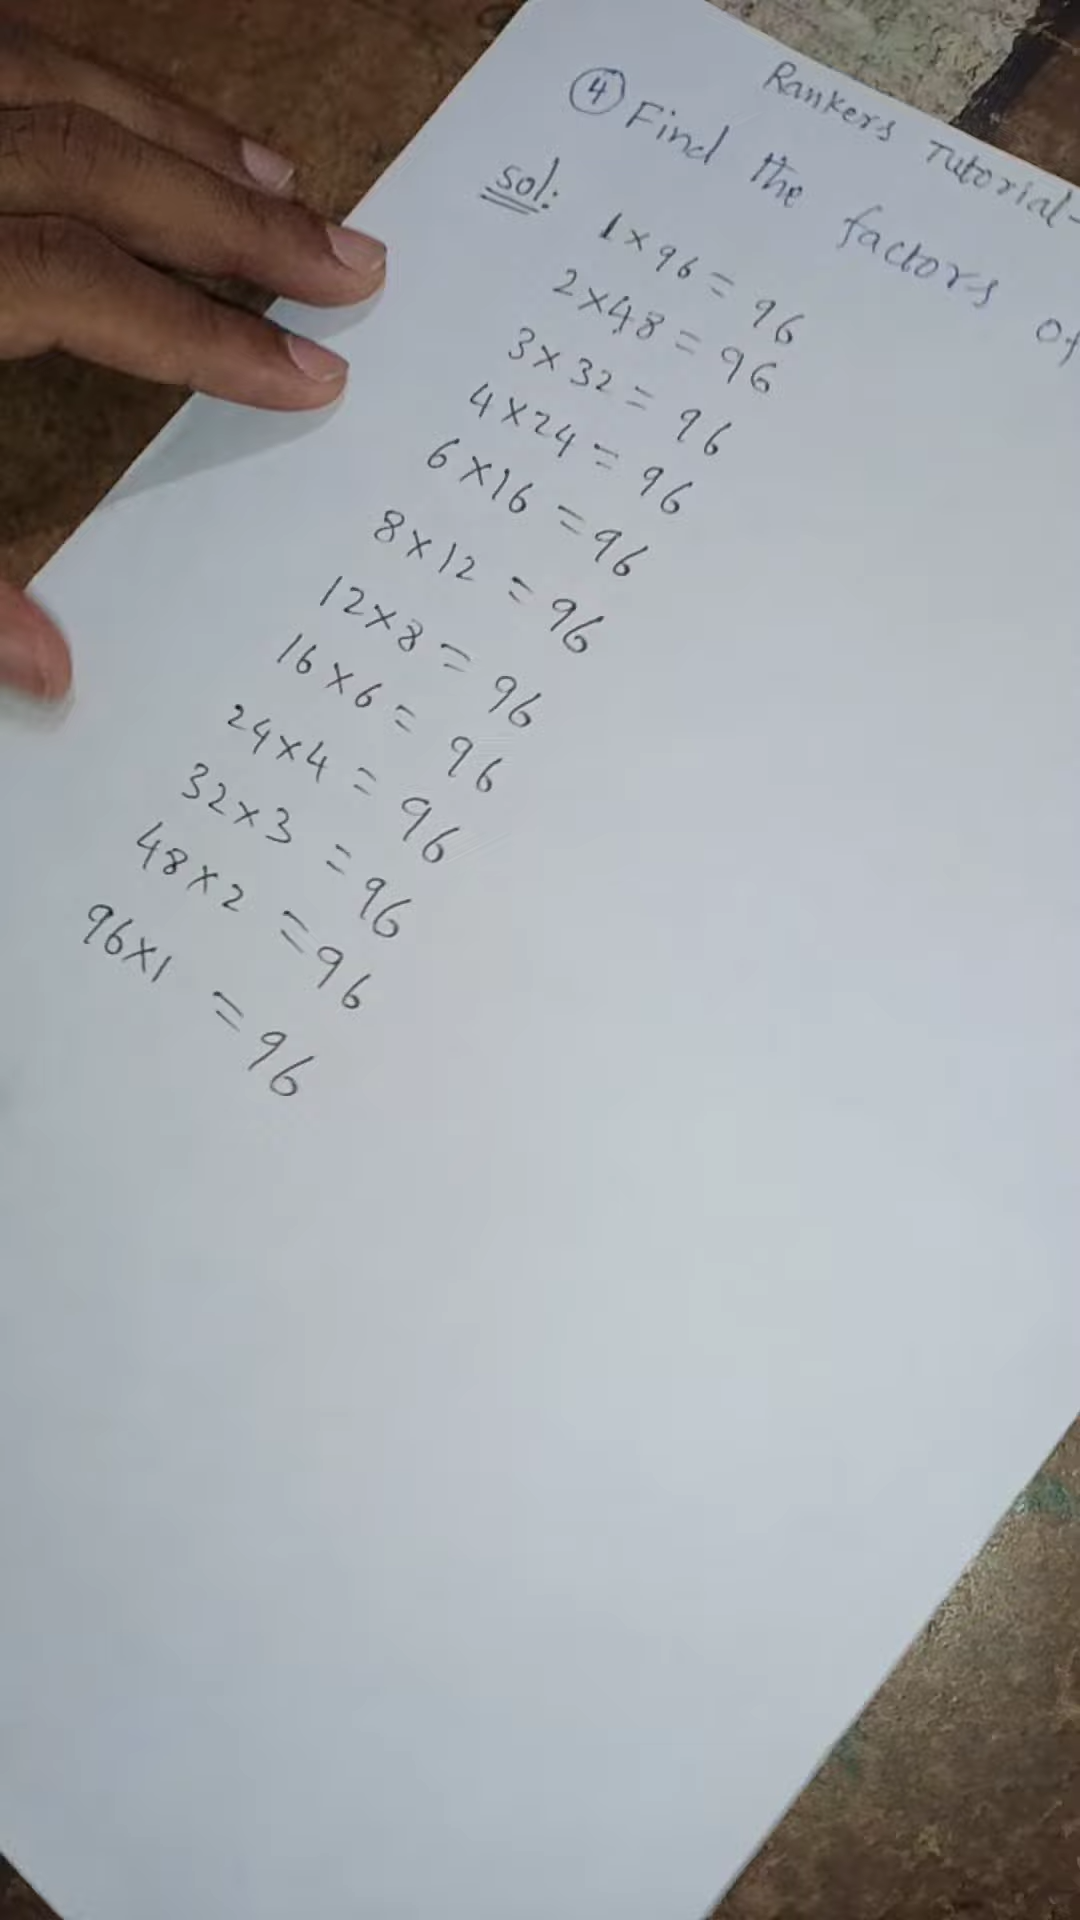 Rankers Tutorial-
④ Find the factors of
Sol:
1 × 96 = 96
2 × 48 = 96
3 × 32 = 96
4 × 24 = 96
6 × 16 = 96
8 × 12 = 96
12 × 8 = 96
16 × 6 = 96
24 × 4 = 96
32 × 3 = 96
48 × 2 = 96
96 × 1 = 96